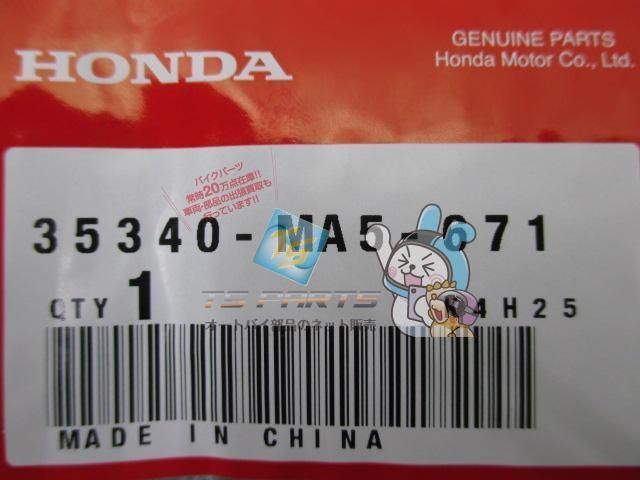 HONDA
GENUINE PARTS
Honda Motor Co., Ltd.
バイクパーツ
常時20万点在庫!!
車両・部品の出張買取も
行っています!!
35340-MA5-671
QTY 1 4H25
TS PARTS
オートバイ部品のネット販売
MADE IN CHINA